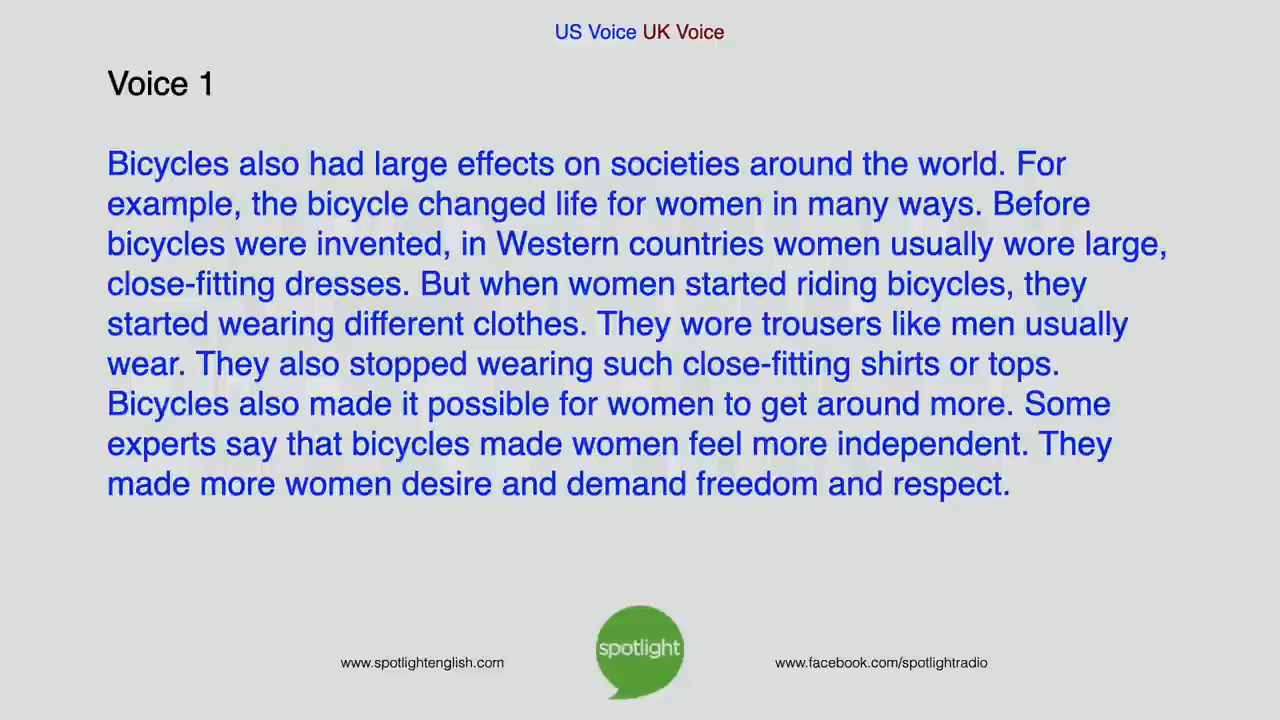 US Voice UK Voice
Voice 1
Bicycles also had large effects on societies around the world. For
example, the bicycle changed life for women in many ways. Before
bicycles were invented, in Western countries women usually wore large,
close-fitting dresses. But when women started riding bicycles, they
started wearing different clothes. They wore trousers like men usually
wear. They also stopped wearing such close-fitting shirts or tops.
Bicycles also made it possible for women to get around more. Some
experts say that bicycles made women feel more independent. They
made more women desire and demand freedom and respect.
spotlight
www.spotlightenglish.com
www.facebook.com/spotlightradio